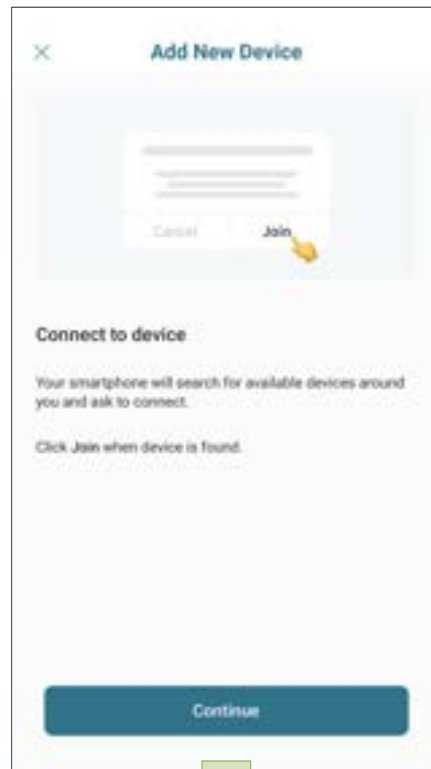 Add New Device
Cancel Join
Connect to device
Your smartphone will search for available devices around
you and ask to connect.
Click Join when device is found.
Continue